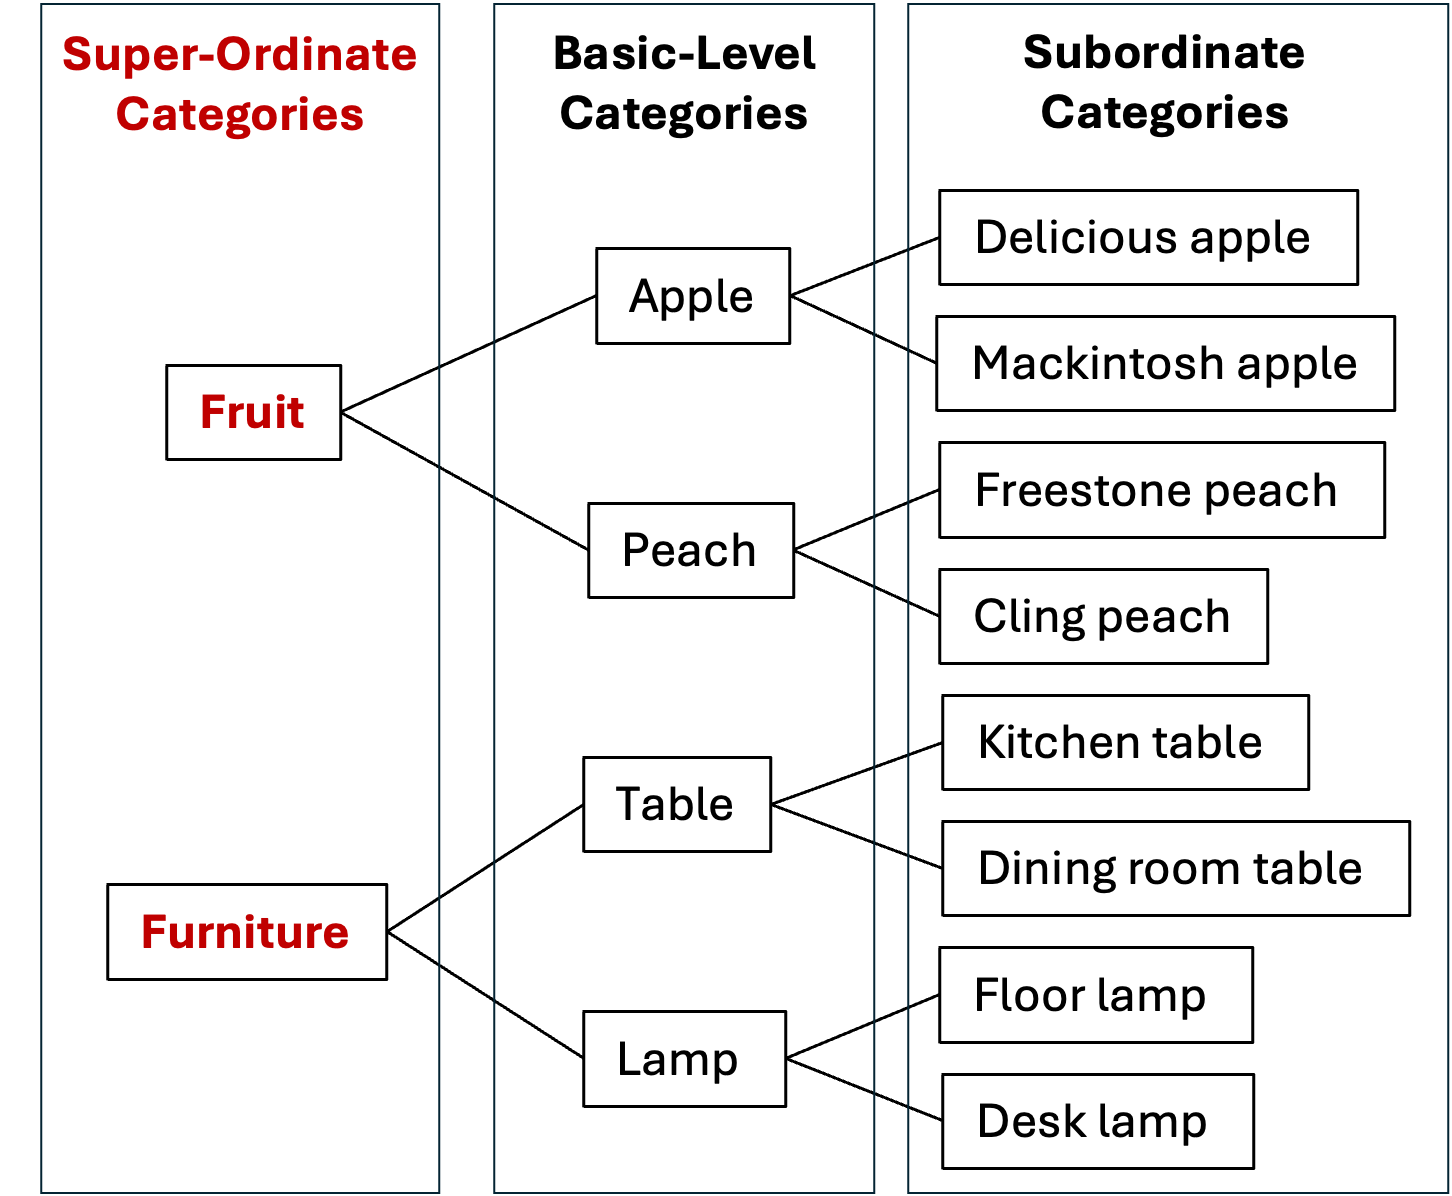 Super-Ordinate
Categories
Basic-Level
Categories
Subordinate
Categories
Fruit
Furniture
Apple
Peach
Table
Lamp
Delicious apple
Mackintosh apple
Freestone peach
Cling peach
Kitchen table
Dining room table
Floor lamp
Desk lamp